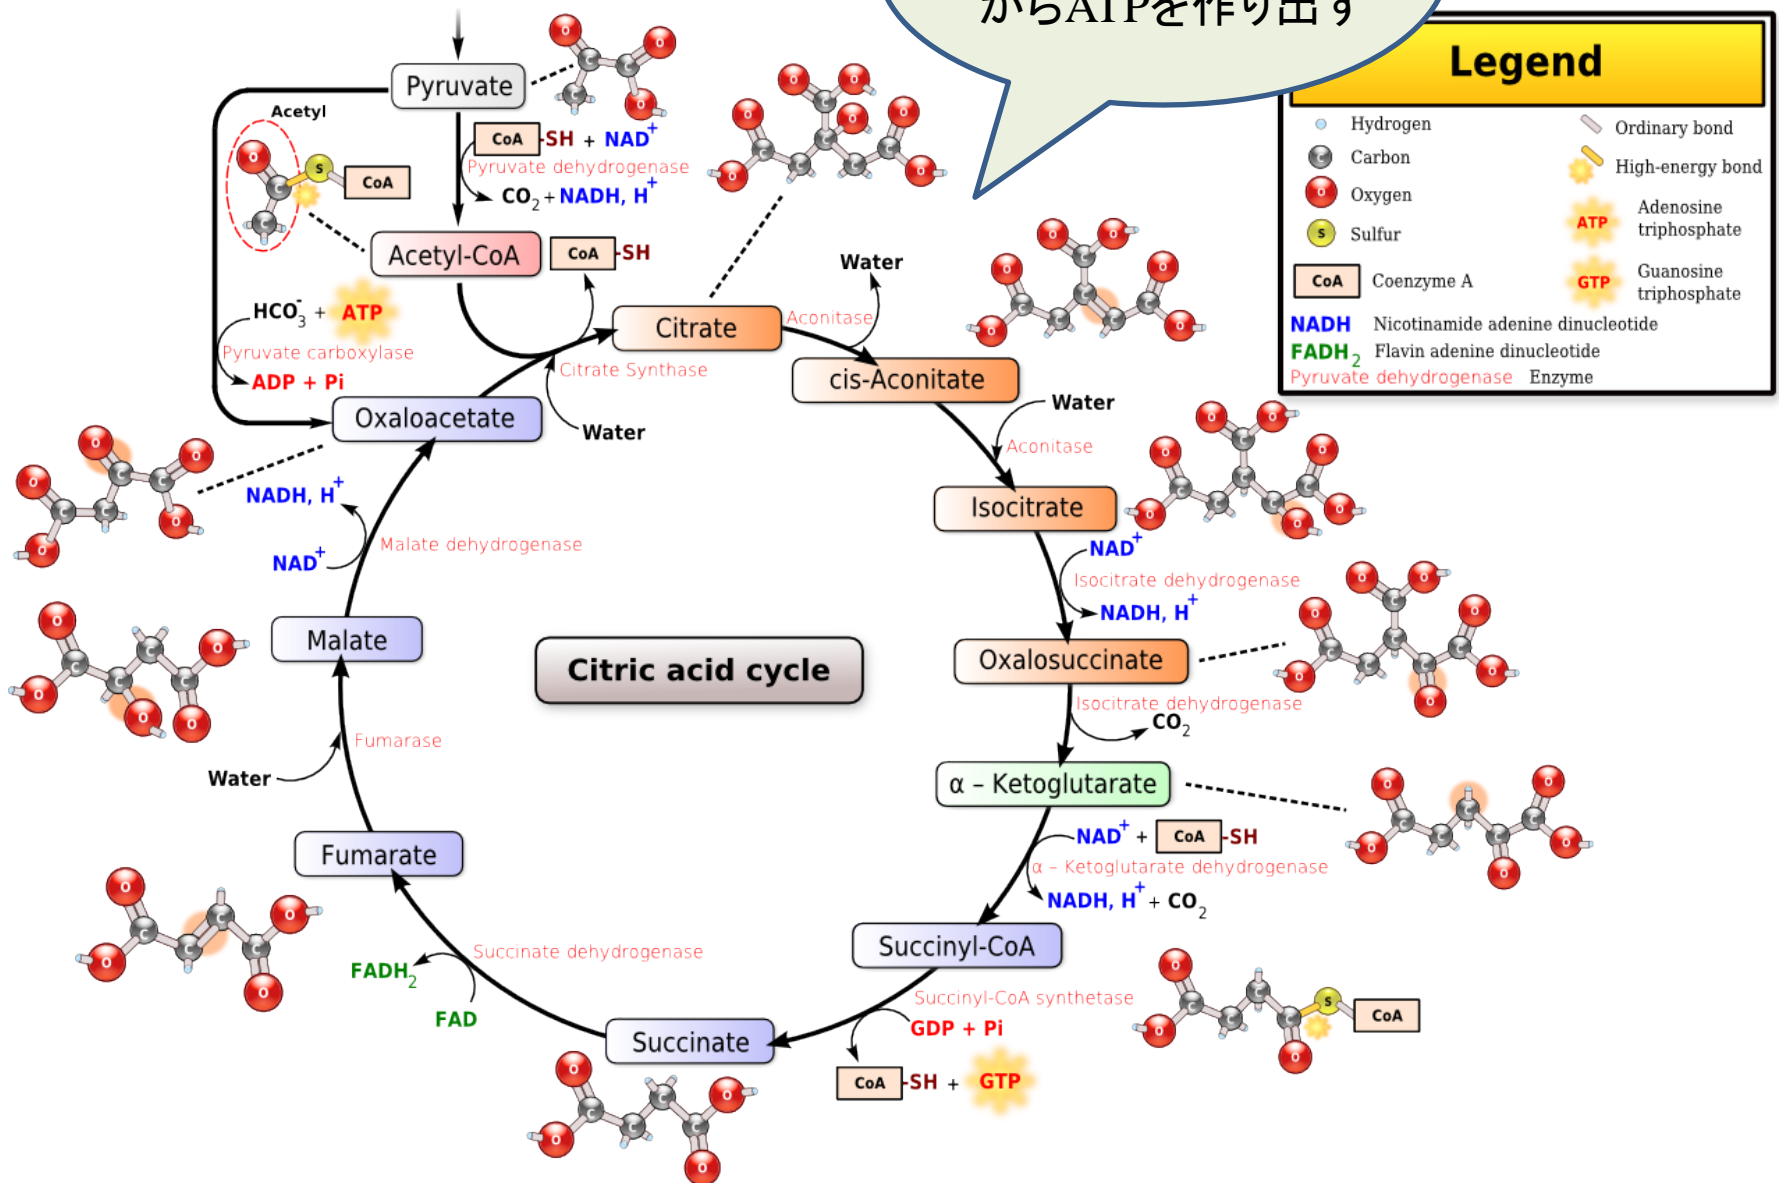 からATPを作り出す
Legend
Hydrogen
Carbon
Oxygen
Sulfur
CoA Coenzyme A
Ordinary bond
High-energy bond
ATP Adenosine
triphosphate
GTP Guanosine
triphosphate
NADH Nicotinamide adenine dinucleotide
FADH2 Flavin adenine dinucleotide
Pyruvate dehydrogenase Enzyme
Pyruvate
Acetyl
S
CoA
CoA -SH + NAD+
Pyruvate dehydrogenase
CO2 + NADH, H+
Acetyl-CoA
CoA -SH
HCO3- + ATP
Pyruvate carboxylase
ADP + Pi
Citrate Synthase
Water
Citrate
Aconitase
Water
cis-Aconitate
Water
Aconitase
Isocitrate
NAD+
Isocitrate dehydrogenase
NADH, H+
Oxalosuccinate
Isocitrate dehydrogenase
CO2
α – Ketoglutarate
NAD+ + CoA -SH
α – Ketoglutarate dehydrogenase
NADH, H+ + CO2
Succinyl-CoA
S
CoA
Succinyl-CoA synthetase
GDP + Pi
CoA -SH + GTP
Succinate
Succinate dehydrogenase
FADH2
FAD
Fumarate
Fumarase
Water
Malate
Malate dehydrogenase
NAD+
NADH, H+
Oxaloacetate
Citric acid cycle